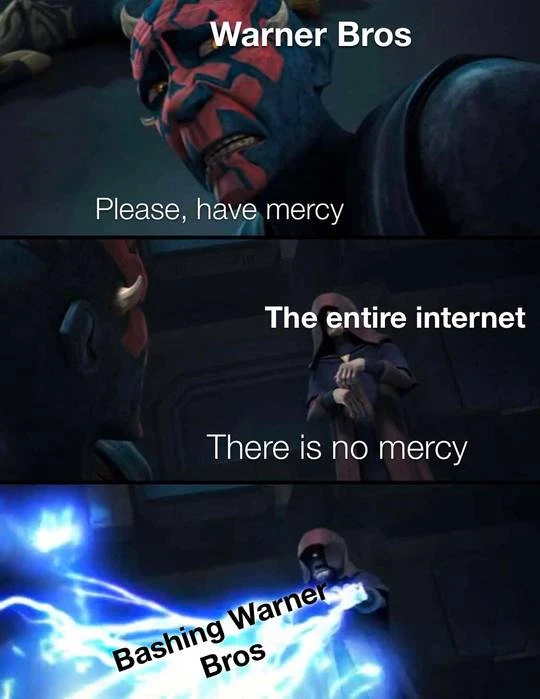 Warner Bros
Please, have mercy
The entire internet
There is no mercy
Bashing Warner
Bros